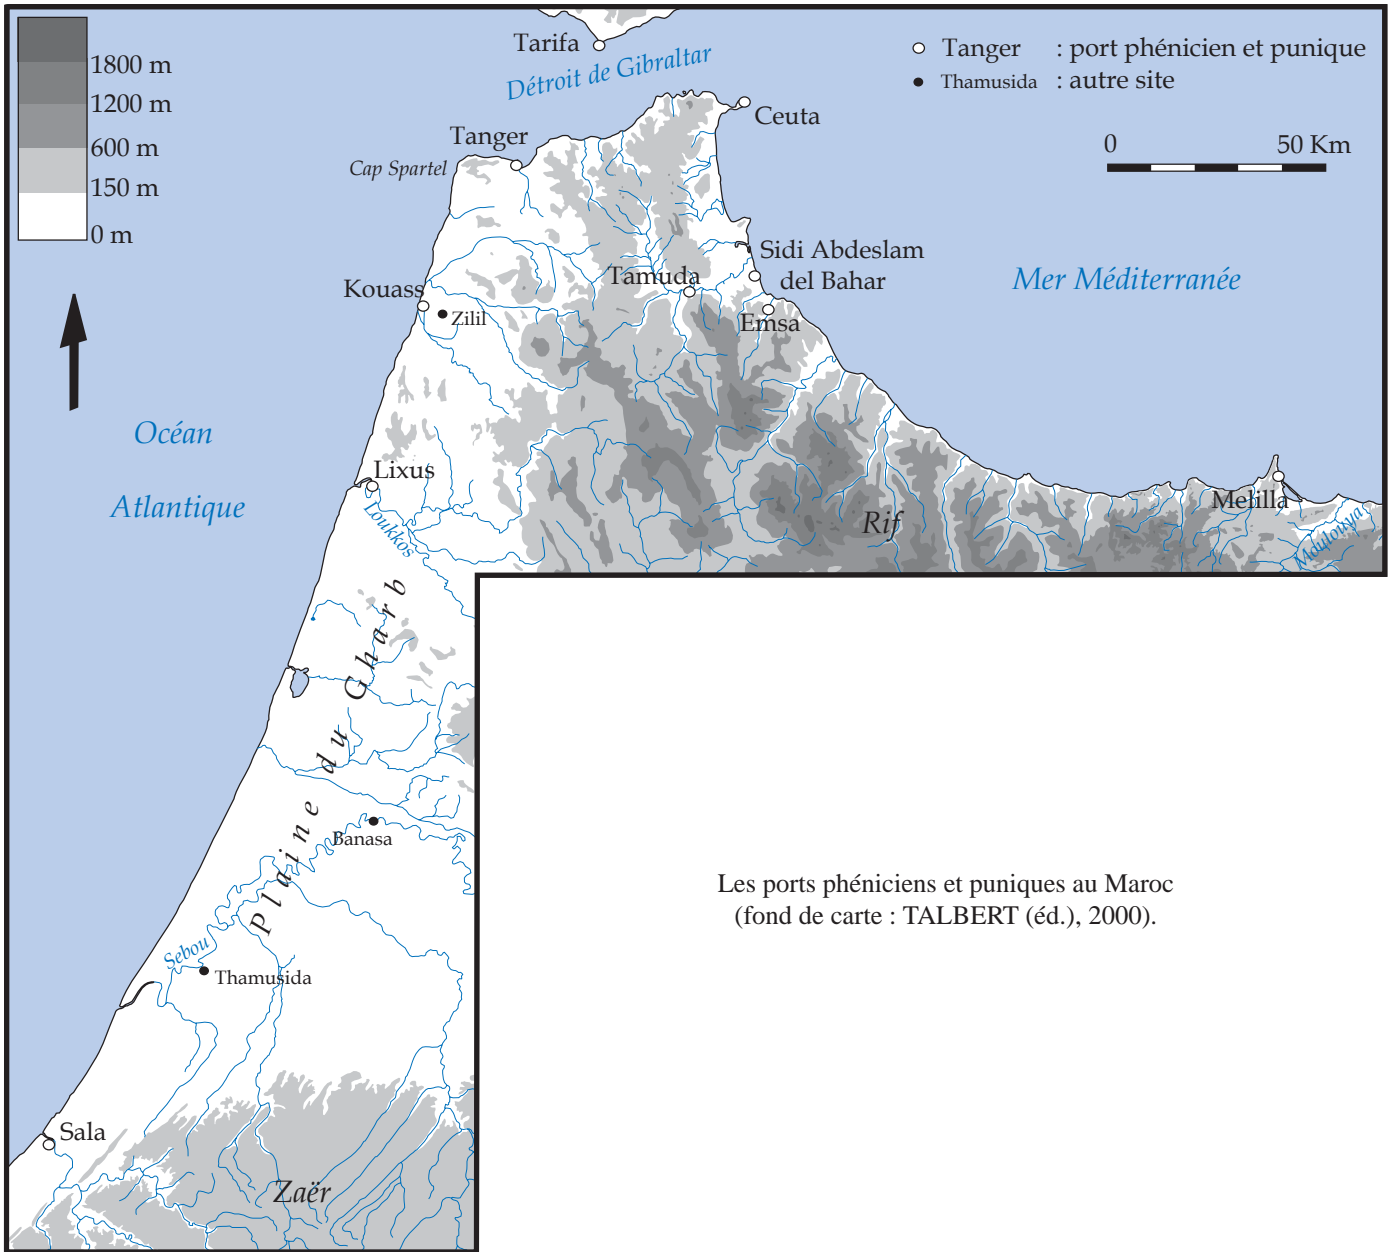 1800 m
1200 m
600 m
150 m
0 m
Tarifa
Détroit de Gibraltar
Tanger : port phénicien et punique
Thamusida : autre site
0 50 Km
Ceuta
Tanger
Cap Spartel
Sidi Abdeslam
del Bahar
Mer Méditerranée
Tamuda
Kouass
Zilil
Emsa
Océan
Atlantique
Lixus
Loukkos
Rif
Melilla
Moulouya
Plaine du Gharb
Banasa
Sebou
Thamusida
Sala
Zaër
Les ports phéniciens et puniques au Maroc
(fond de carte : TALBERT (éd.), 2000).